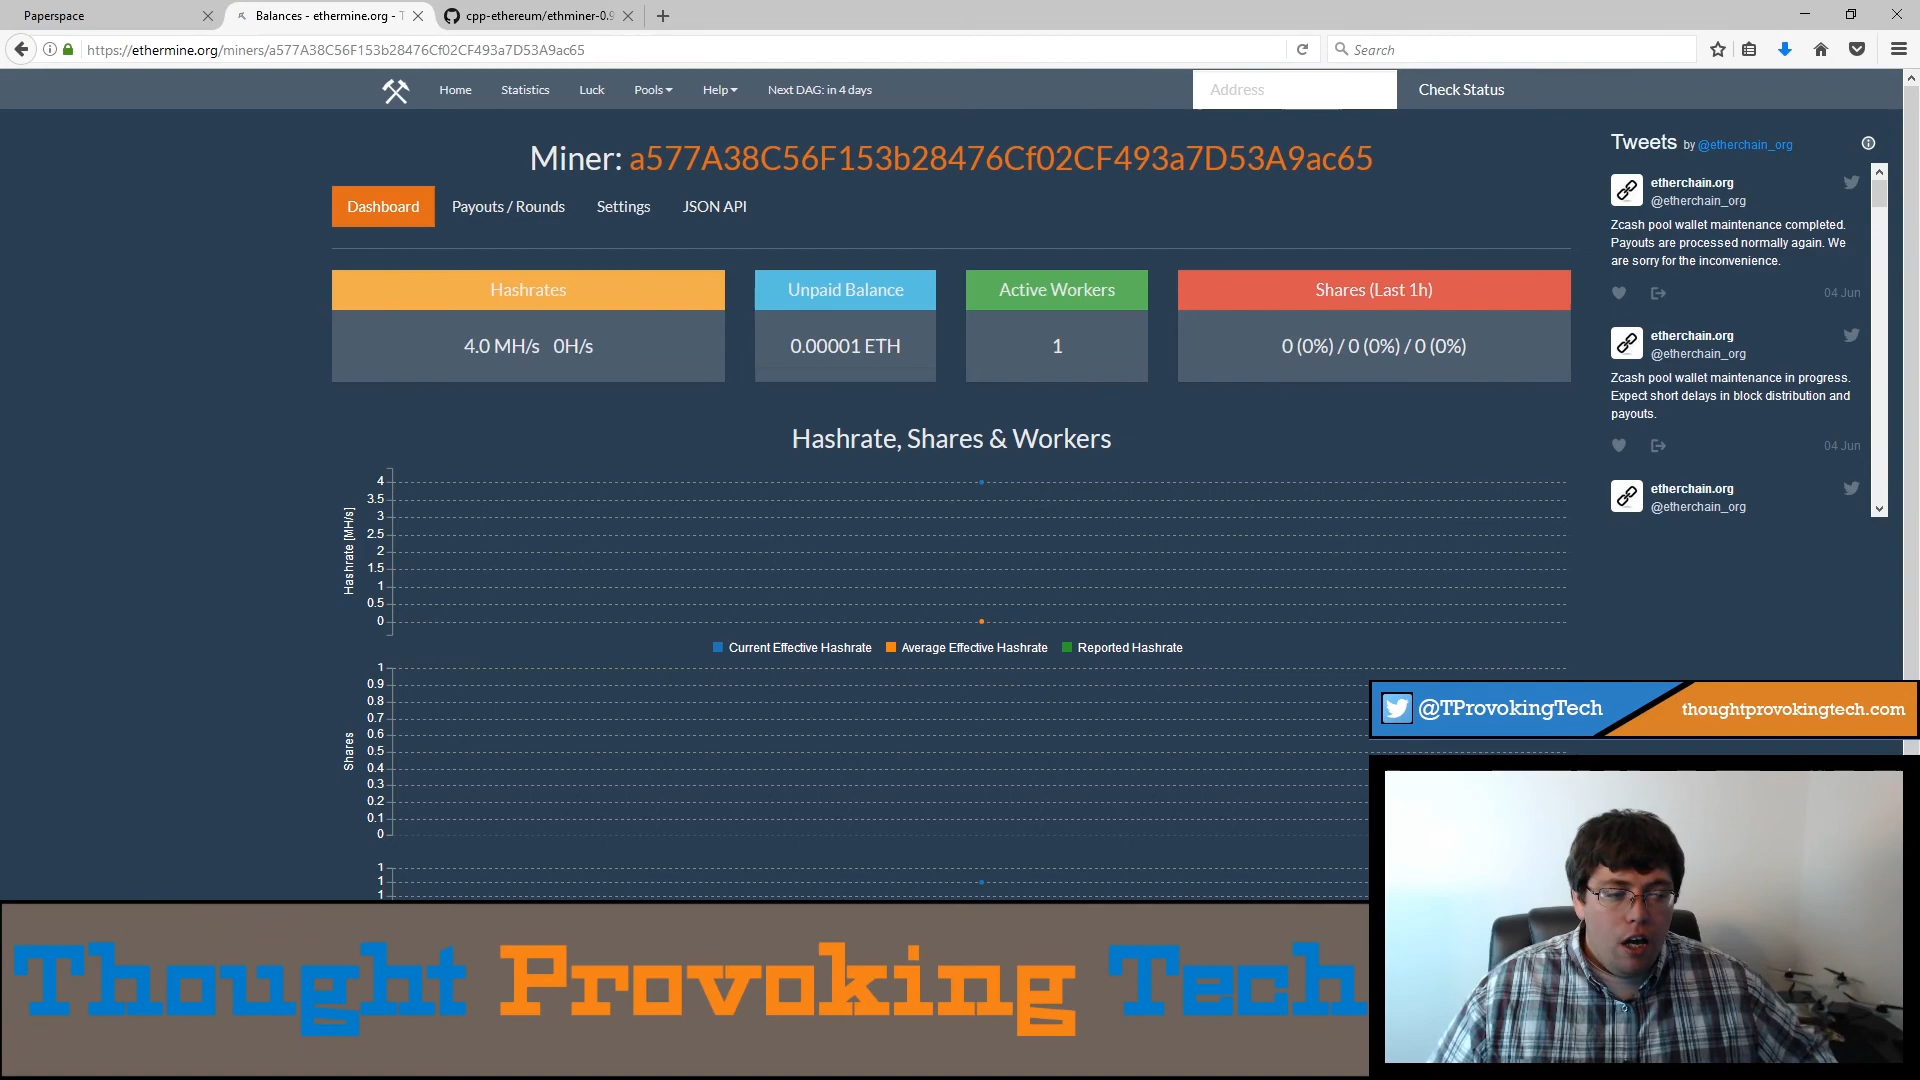 Paperspace
Balances - ethermine.org - T
cpp-ethereum/ethminer-0.9
https://ethermine.org/miners/a577A38C56F153b28476Cf02CF493a7D53A9ac65
Search
Home
Statistics
Luck
Pools
Help
Next DAG: in 4 days
Address
Check Status
Miner: a577A38C56F153b28476Cf02CF493a7D53A9ac65
Dashboard
Payouts / Rounds
Settings
JSON API
Hashrates
Unpaid Balance
Active Workers
Shares (Last 1h)
4.0 MH/s 0H/s
0.00001 ETH
1
0 (0%) / 0 (0%) / 0 (0%)
Hashrate, Shares & Workers
Hashrate [MH/s]
4
3.5
3
2.5
2
1.5
1
0.5
0
Current Effective Hashrate
Average Effective Hashrate
Reported Hashrate
Shares
1
0.9
0.8
0.7
0.6
0.5
0.4
0.3
0.2
0.1
0
1
1
1
Tweets by @etherchain_org
etherchain.org
@etherchain_org
Zcash pool wallet maintenance completed.
Payouts are processed normally again. We
are sorry for the inconvenience.
04 Jun
etherchain.org
@etherchain_org
Zcash pool wallet maintenance in progress.
Expect short delays in block distribution and
payouts.
04 Jun
etherchain.org
@etherchain_org
@TProvokingTech
thoughtprovokingtech.com
Thought Provoking Tech